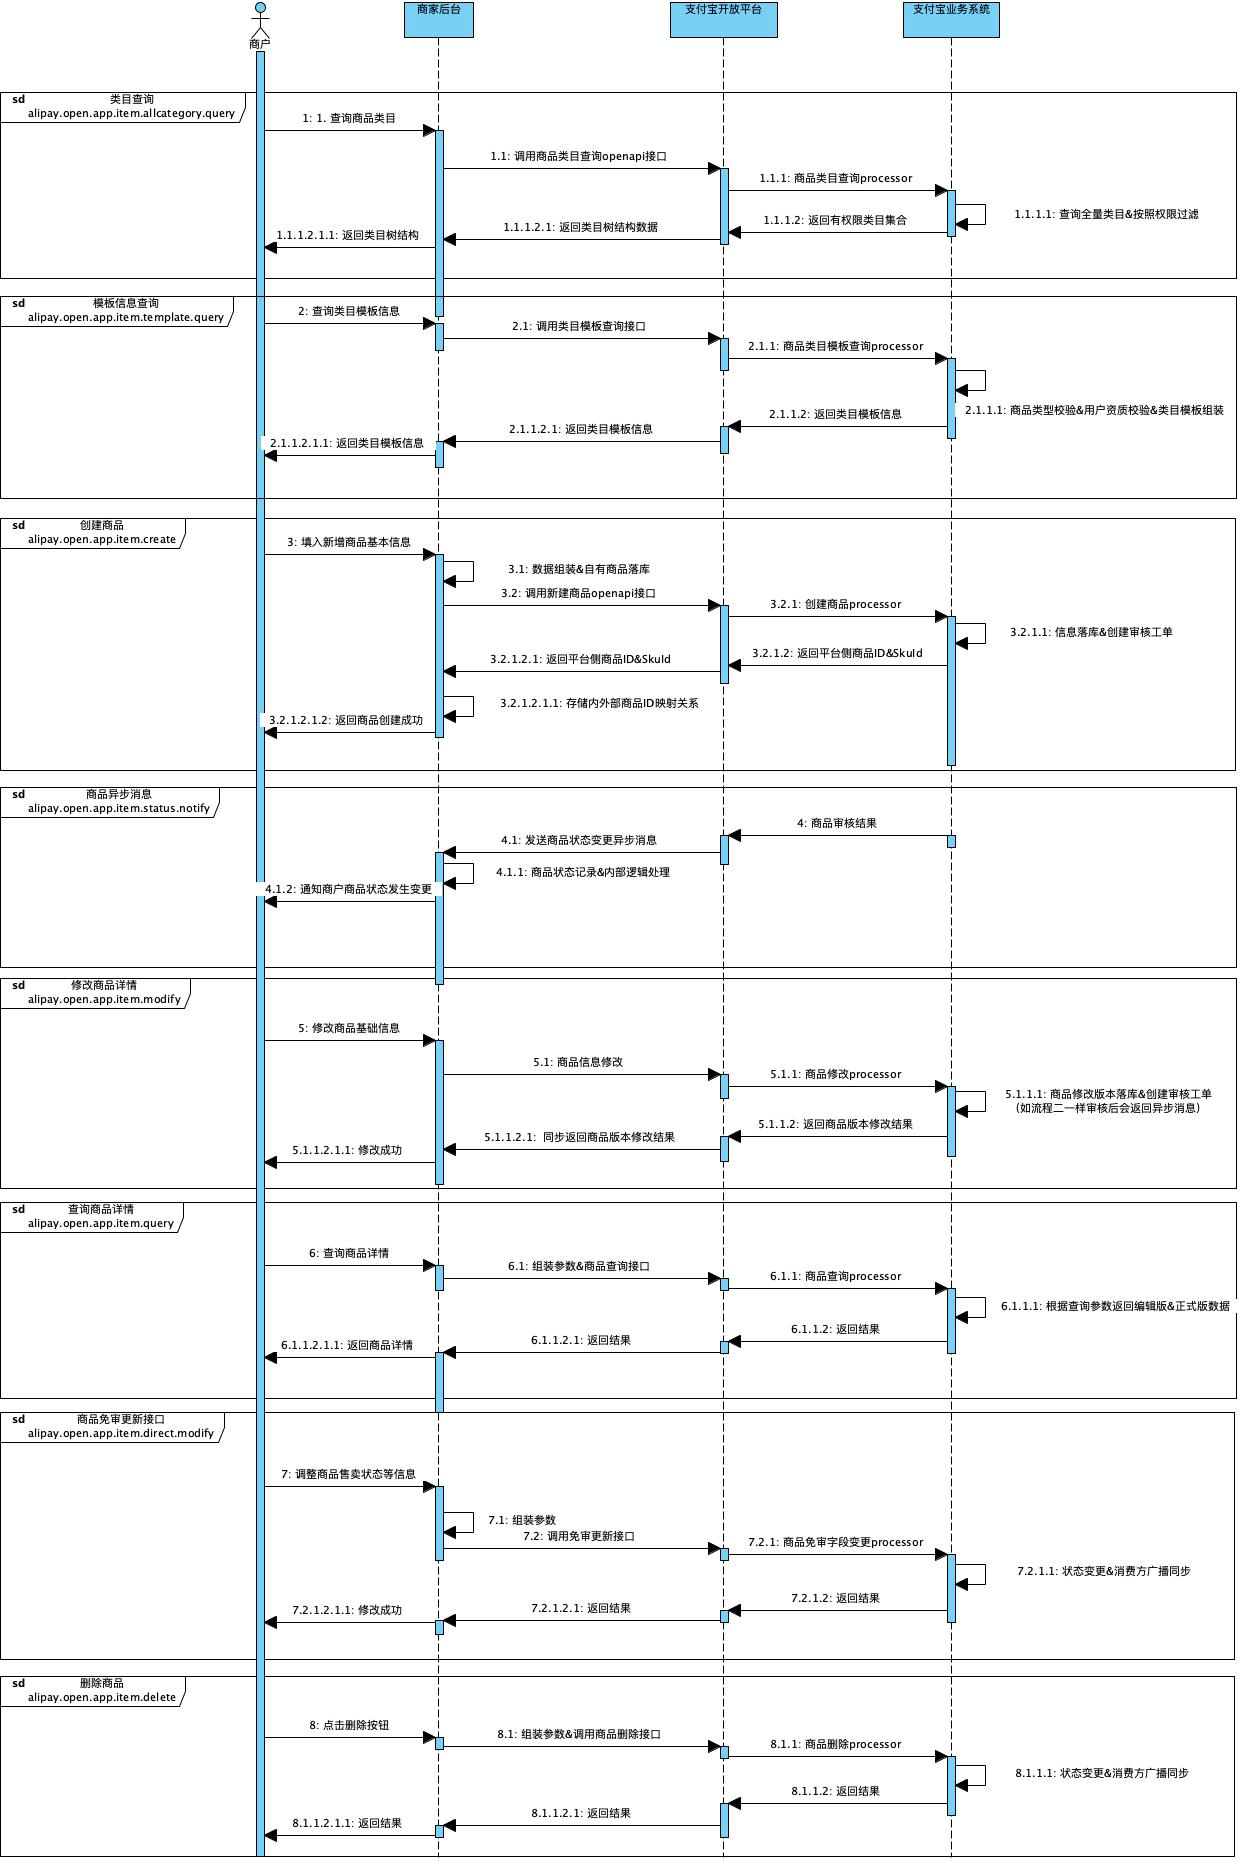 商户
商家后台
支付宝开放平台
支付宝业务系统
sd
类目查询
alipay.open.app.item.allcategory.query
1: 1. 查询商品类目
1.1: 调用商品类目查询openapi接口
1.1.1: 商品类目查询processor
1.1.1.1: 查询全量类目&按照权限过滤
1.1.1.2: 返回有权限类目集合
1.1.1.2.1: 返回类目树结构数据
1.1.1.2.1.1: 返回类目树结构
sd
模板信息查询
alipay.open.app.item.template.query
2: 查询类目模板信息
2.1: 调用类目模板查询接口
2.1.1: 商品类目模板查询processor
2.1.1.1: 商品类型校验&用户资质校验&类目模板组装
2.1.1.2: 返回类目模板信息
2.1.1.2.1: 返回类目模板信息
2.1.1.2.1.1: 返回类目模板信息
sd
创建商品
alipay.open.app.item.create
3: 填入新增商品基本信息
3.1: 数据组装&自有商品落库
3.2: 调用新建商品openapi接口
3.2.1: 创建商品processor
3.2.1.1: 信息落库&创建审核工单
3.2.1.2: 返回平台侧商品ID&SkuId
3.2.1.2.1: 返回平台侧商品ID&SkuId
3.2.1.2.1.1: 存储内外部商品ID映射关系
3.2.1.2.1.2: 返回商品创建成功
sd
商品异步消息
alipay.open.app.item.status.notify
4: 商品审核结果
4.1: 发送商品状态变更异步消息
4.1.1: 商品状态记录&内部逻辑处理
4.1.2: 通知商户商品状态发生变更
sd
修改商品详情
alipay.open.app.item.modify
5: 修改商品基础信息
5.1: 商品信息修改
5.1.1: 商品修改processor
5.1.1.1: 商品修改版本落库&创建审核工单
(如流程二一样审核后会返回异步消息)
5.1.1.2: 返回商品版本修改结果
5.1.1.2.1: 同步返回商品版本修改结果
5.1.1.2.1.1: 修改成功
sd
查询商品详情
alipay.open.app.item.query
6: 查询商品详情
6.1: 组装参数&商品查询接口
6.1.1: 商品查询processor
6.1.1.1: 根据查询参数返回编辑版&正式版数据
6.1.1.2: 返回结果
6.1.1.2.1: 返回结果
6.1.1.2.1.1: 返回商品详情
sd
商品免审更新接口
alipay.open.app.item.direct.modify
7: 调整商品售卖状态等信息
7.1: 组装参数
7.2: 调用免审更新接口
7.2.1: 商品免审字段变更processor
7.2.1.1: 状态变更&消费方广播同步
7.2.1.2: 返回结果
7.2.1.2.1: 返回结果
7.2.1.2.1.1: 修改成功
sd
删除商品
alipay.open.app.item.delete
8: 点击删除按钮
8.1: 组装参数&调用商品删除接口
8.1.1: 商品删除processor
8.1.1.1: 状态变更&消费方广播同步
8.1.1.2: 返回结果
8.1.1.2.1: 返回结果
8.1.1.2.1.1: 返回结果